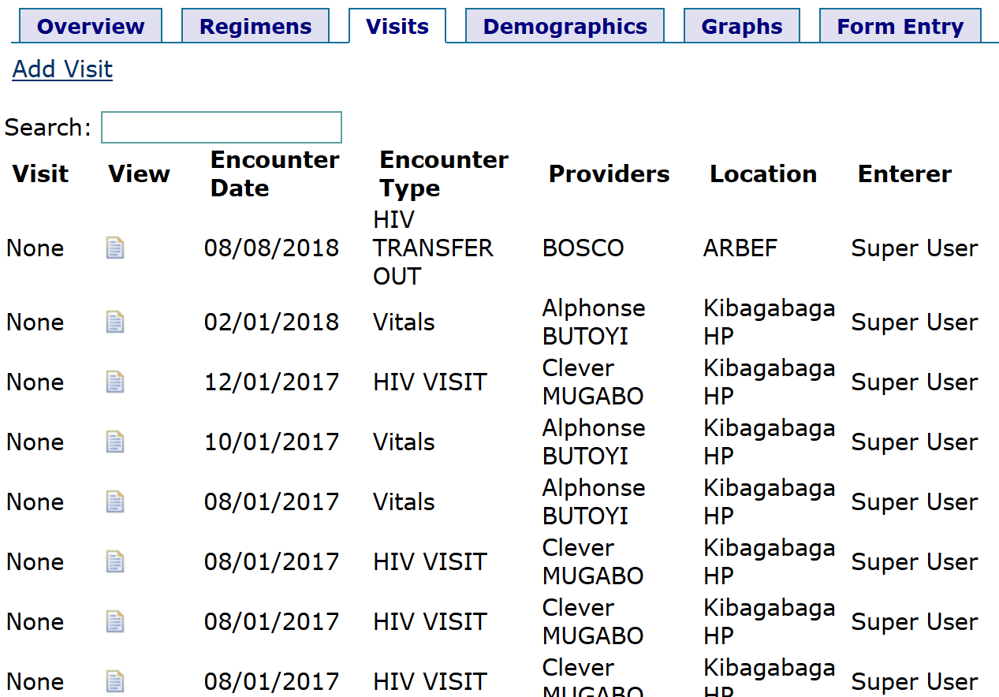 Overview Regimens Visits Demographics Graphs Form Entry
Add Visit
Search:
Visit View Encounter Date Encounter Type Providers Location Enterer
None 08/08/2018 HIV TRANSFER OUT BOSCO ARBEF Super User
None 02/01/2018 Vitals Alphonse BUTOYI Kibagabaga HP Super User
None 12/01/2017 HIV VISIT Clever MUGABO Kibagabaga HP Super User
None 10/01/2017 Vitals Alphonse BUTOYI Kibagabaga HP Super User
None 08/01/2017 Vitals Alphonse BUTOYI Kibagabaga HP Super User
None 08/01/2017 HIV VISIT Clever MUGABO Kibagabaga HP Super User
None 08/01/2017 HIV VISIT Clever MUGABO Kibagabaga HP Super User
None 08/01/2017 HIV VISIT Clever MUGABO Kibagabaga HP Super User